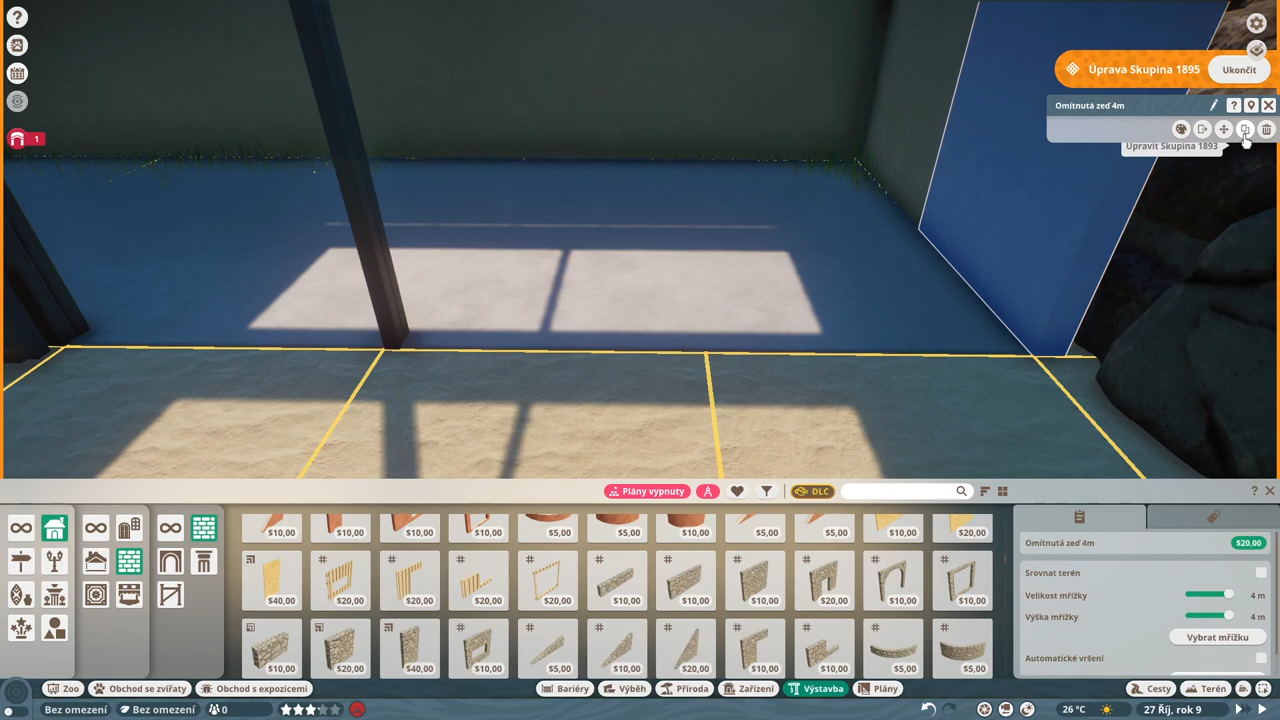 ?
Úprava Skupina 1895
Ukončit
Omítnutá zeď 4m
?
Upravit Skupina 1893
1
Plány vypnuty
DLC
?
$10,00 $10,00 $10,00 $10,00 $5,00 $10,00 $10,00 $5,00 $5,00 $10,00 $20,00
$40,00 $20,00 $20,00 $20,00 $20,00 $10,00 $10,00 $10,00 $20,00 $10,00 $10,00
$10,00 $20,00 $40,00 $10,00 $5,00 $10,00 $20,00 $10,00 $10,00 $5,00 $5,00
Omítnutá zeď 4m $20,00
Srovnat terén
Velikost mřížky 4 m
Výška mřížky 4 m
Vybrat mřížku
Automatické vršení
Zoo Obchod se zvířaty Obchod s expozicemi Bariéry Výběh Příroda Zařízení Výstavba Plány Cesty Terén
Bez omezení Bez omezení 0 26 °C 27 Říj, rok 9